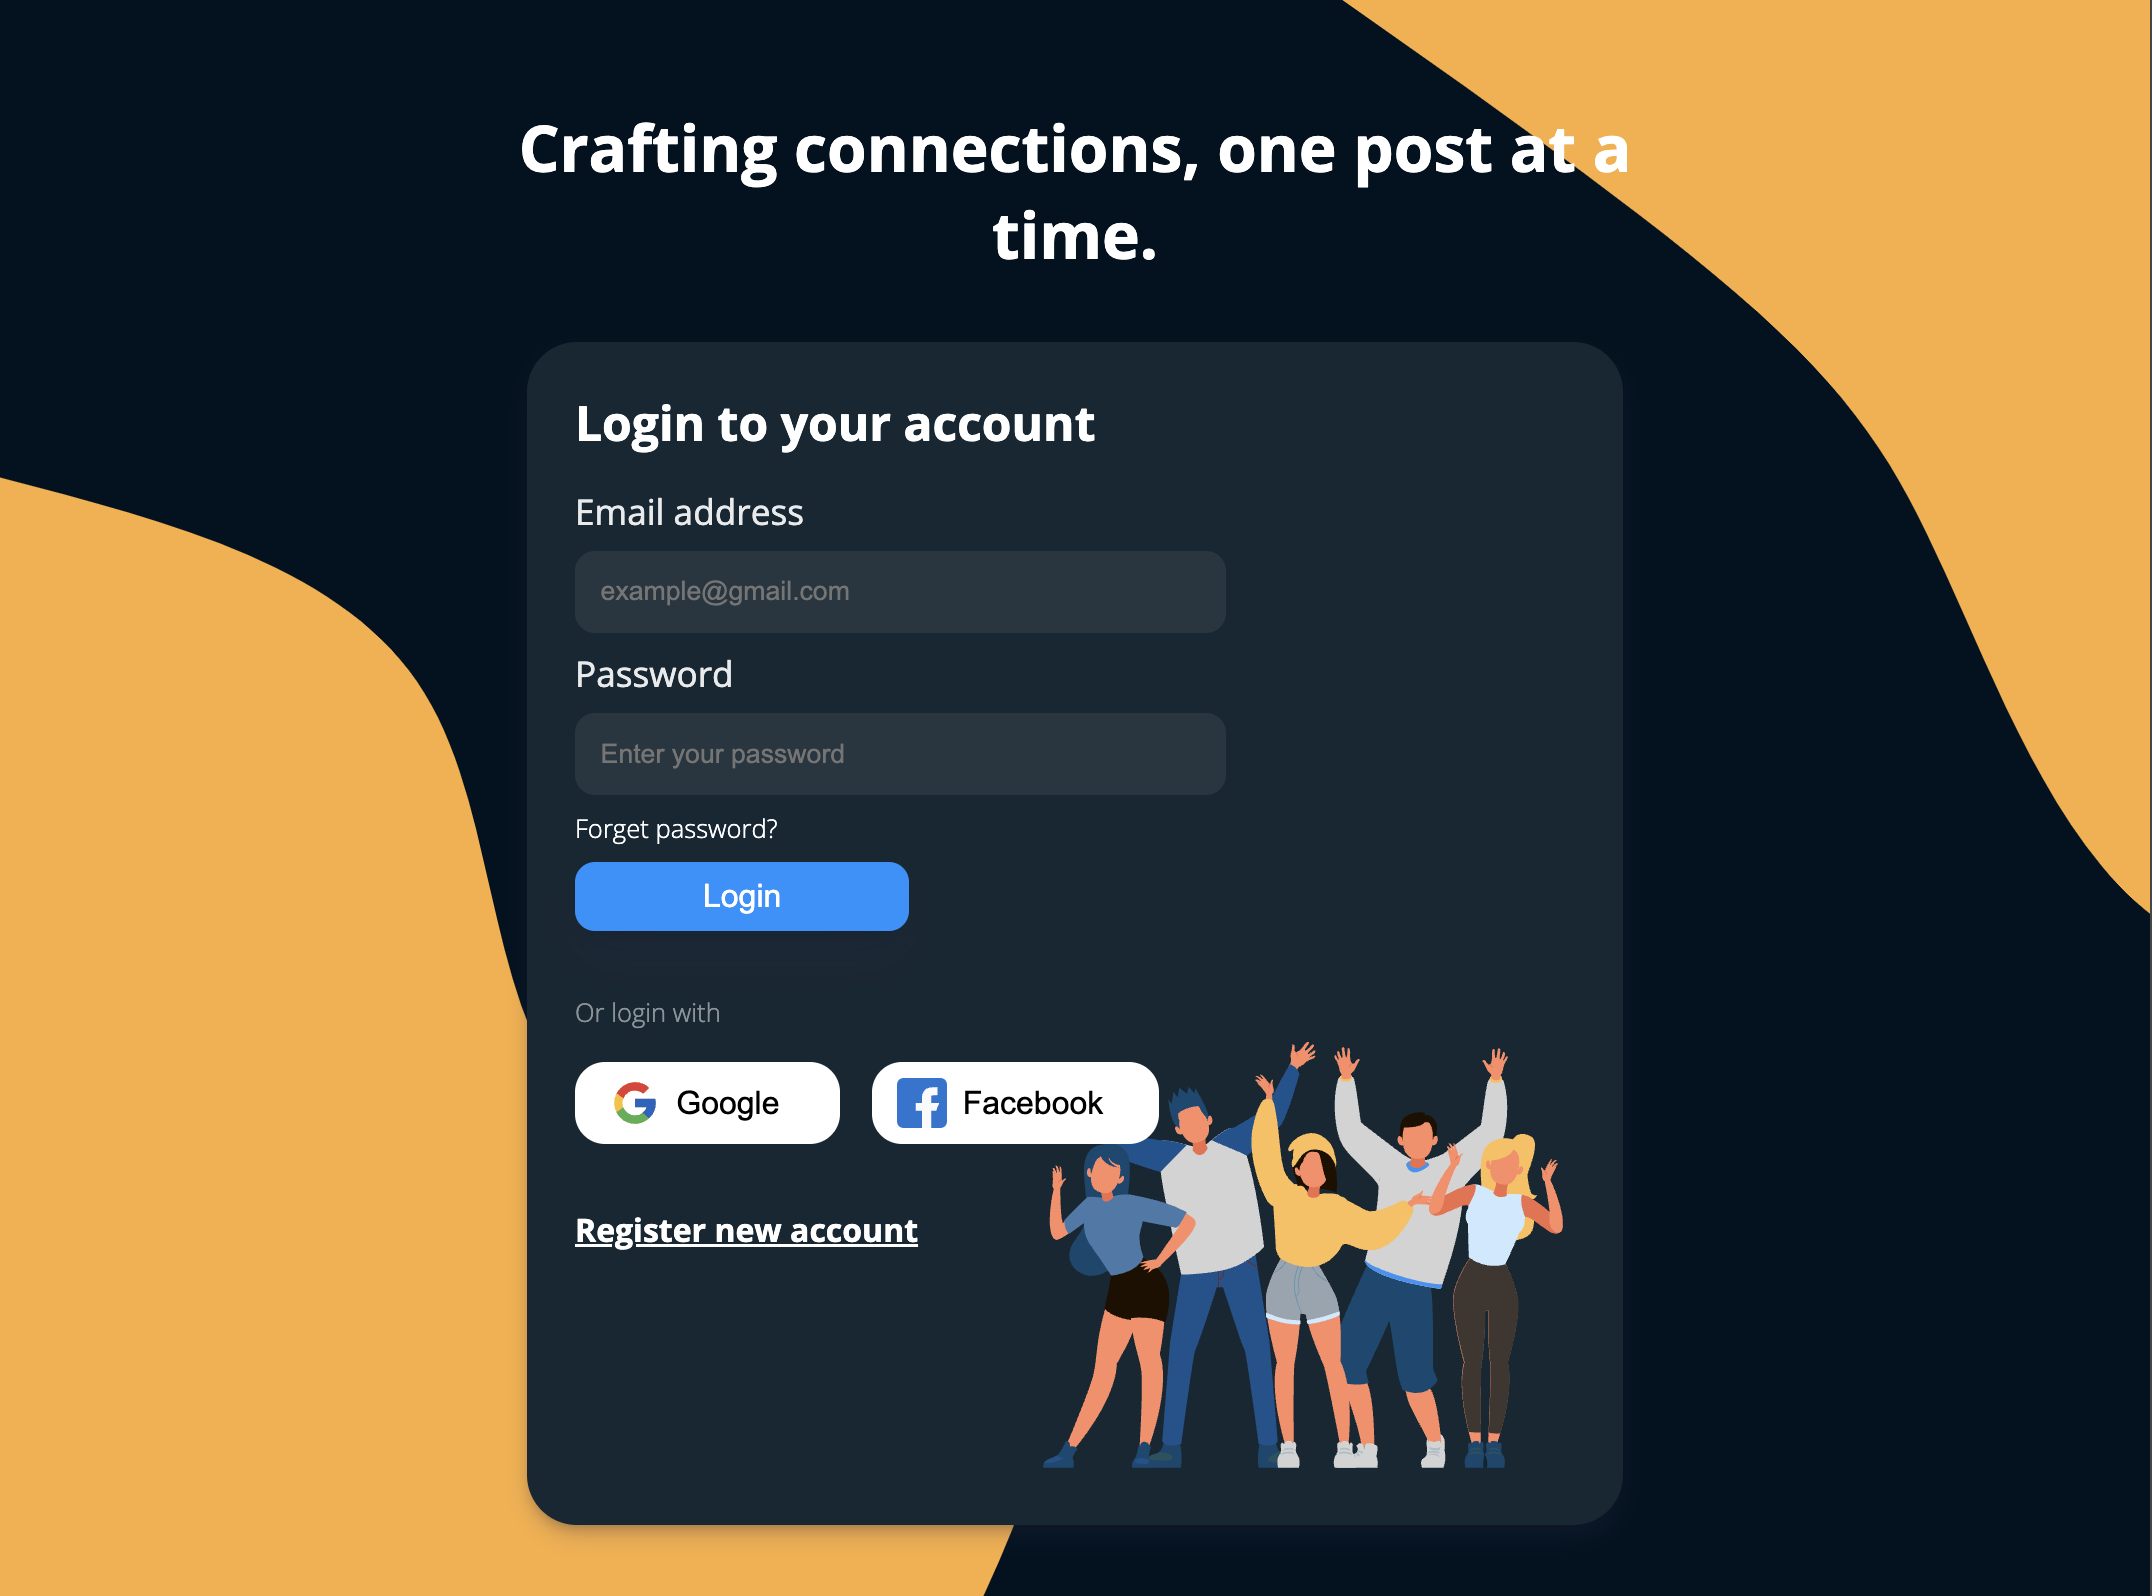 Crafting connections, one post at a
time.
Login to your account
Email address
example@gmail.com
Password
Enter your password
Forget password?
Login
Or login with
Google
Facebook
Register new account